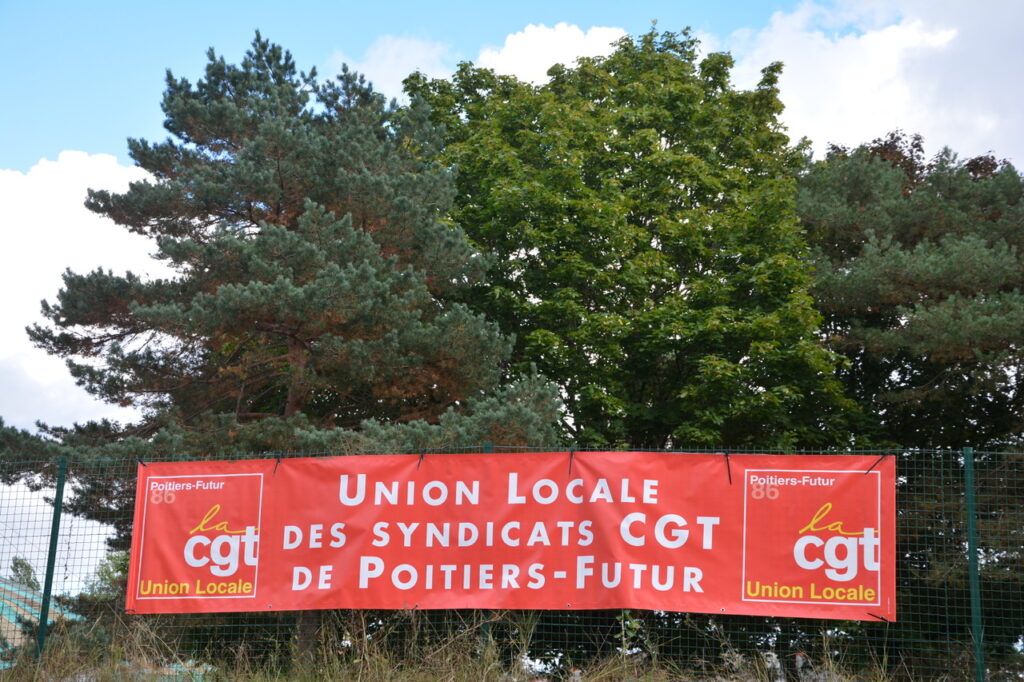 Poitiers-Futur
86
la
cgt
Union Locale
UNION LOCALE
DES SYNDICATS CGT
DE POITIERS-FUTUR
Poitiers-Futur
86
la
cgt
Union Locale